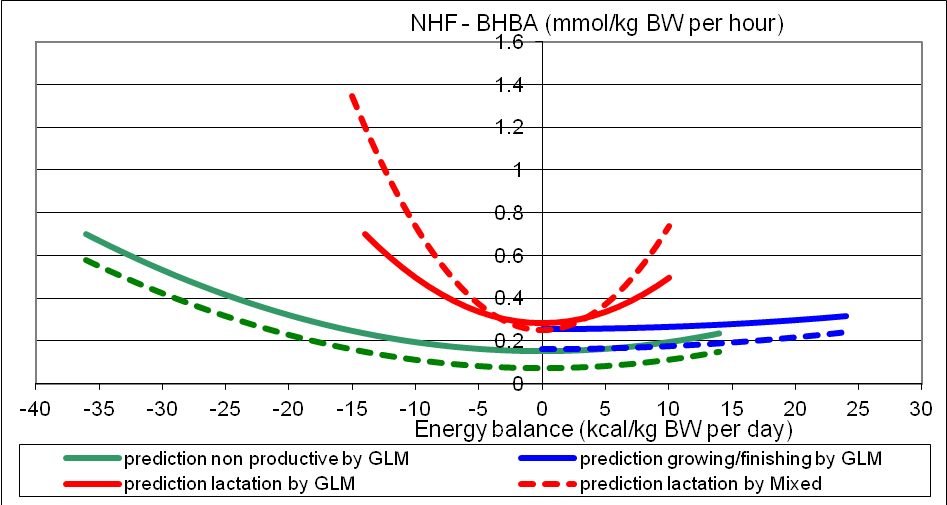 NHF - BHBA (mmol/kg BW per hour)
1.6
1.4
1.2
1
0.8
0.6
0.4
0.2
0
-40 -35 -30 -25 -20 -15 -10 -5 0 5 10 15 20 25 30
Energy balance (kcal/kg BW per day)
prediction non productive by GLM prediction growing/finishing by GLM
prediction lactation by GLM prediction lactation by Mixed